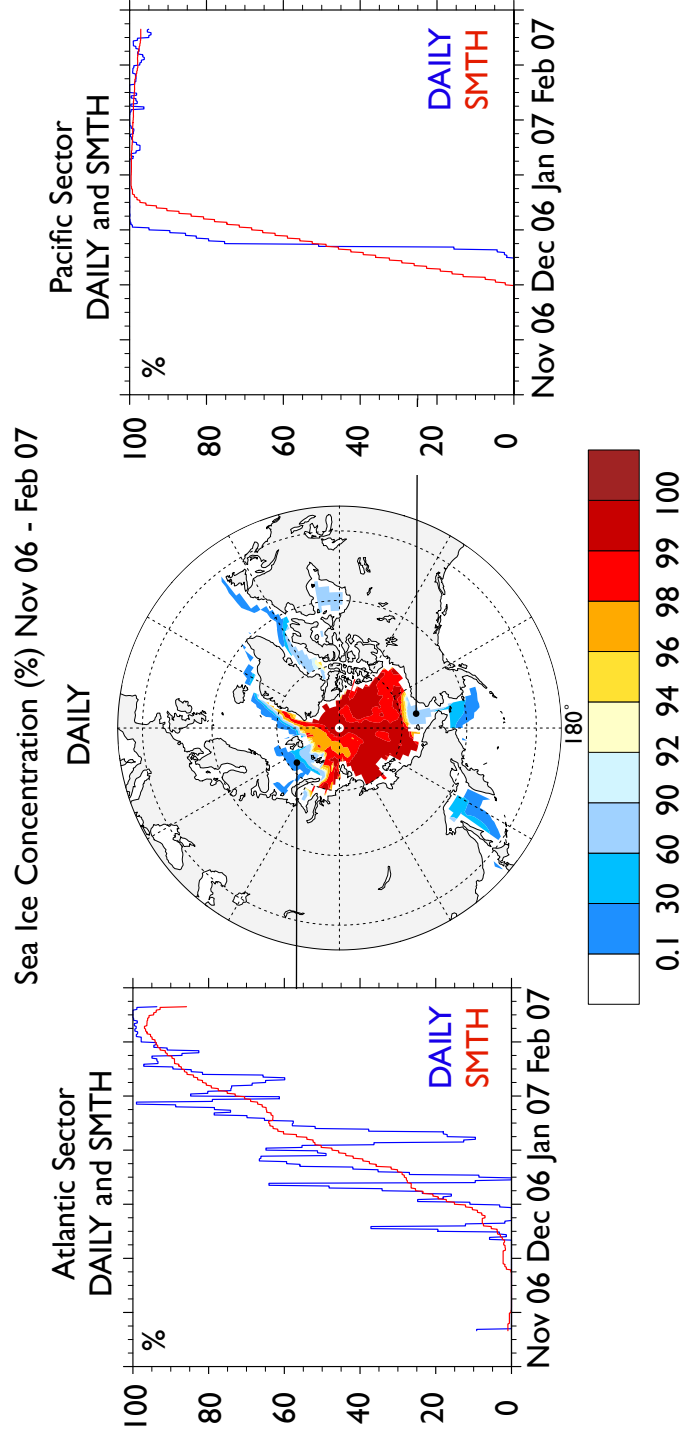 Sea Ice Concentration (%) Nov 06 - Feb 07
Atlantic Sector
DAILY and SMTH
%
100
80
60
40
20
0
Nov 06 Dec 06 Jan 07 Feb 07
DAILY
SMTH
DAILY
180°
Pacific Sector
DAILY and SMTH
%
100
80
60
40
20
0
Nov 06 Dec 06 Jan 07 Feb 07
DAILY
SMTH
0.1 30 60 90 92 94 96 98 99 100